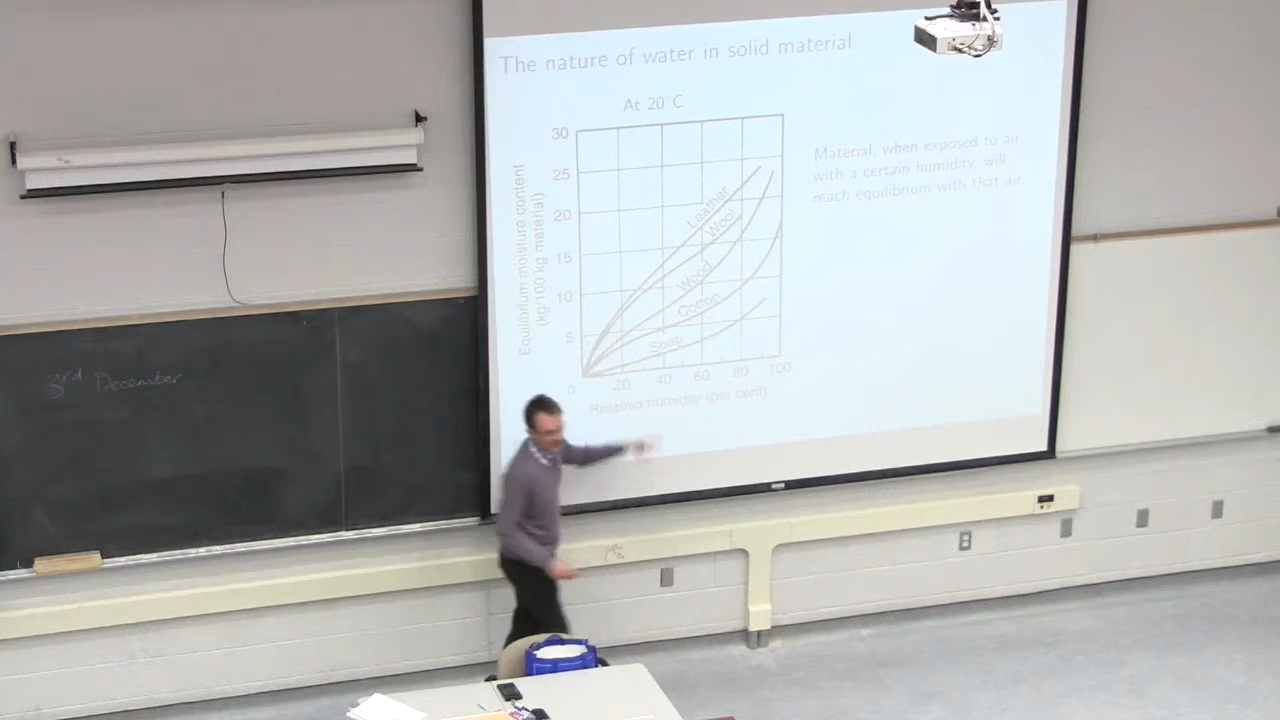 The nature of water in solid material
At 20°C
30
25
20
15
10
5
0
20
40
60
80
100
Equilibrium moisture content
(kg/100 kg material)
Leather
Wool
Wood
Cotton
Soap
humidity (per cent)
Material, when exposed to air
with a certain humidity, will
reach equilibrium with that air
3rd December